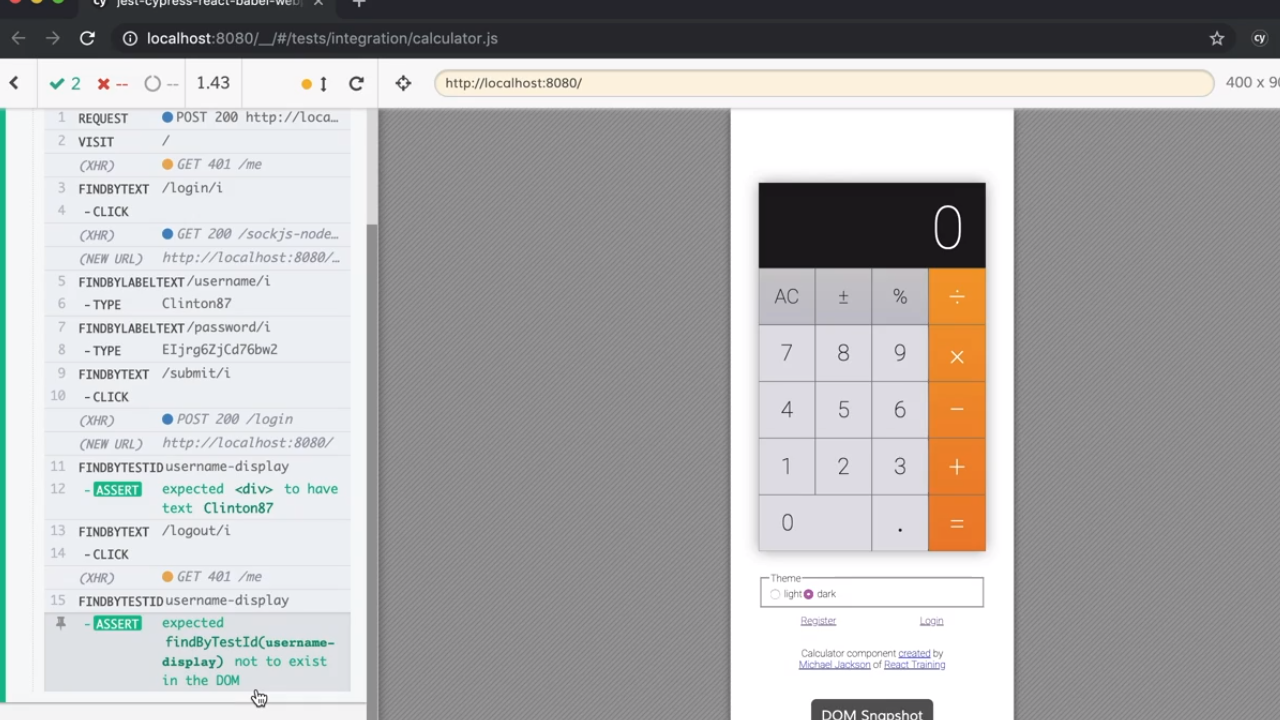 cy jest-cypress-react-babel-web
localhost:8080/__/#/tests/integration/calculator.js
cy
2 -- -- 1.43
http://localhost:8080/
400 x 90
1 REQUEST POST 200 http://loca…
2 VISIT /
(XHR) GET 401 /me
3 FINDBYTEXT /login/i
4 -CLICK
(XHR) GET 200 /sockjs-node…
(NEW URL) http://localhost:8080/…
5 FINDBYLABELTEXT /username/i
6 -TYPE Clinton87
7 FINDBYLABELTEXT /password/i
8 -TYPE EIjrg6ZjCd76bw2
9 FINDBYTEXT /submit/i
10 -CLICK
(XHR) POST 200 /login
(NEW URL) http://localhost:8080/
11 FINDBYTESTID username-display
12 -ASSERT expected <div> to have
text Clinton87
13 FINDBYTEXT /logout/i
14 -CLICK
(XHR) GET 401 /me
15 FINDBYTESTID username-display
-ASSERT expected
findByTestId(username-
display) not to exist
in the DOM
0
AC ± % ÷
7 8 9 ×
4 5 6 −
1 2 3 +
0 . =
Theme
light dark
Register Login
Calculator component created by
Michael Jackson of React Training
DOM Snapshot